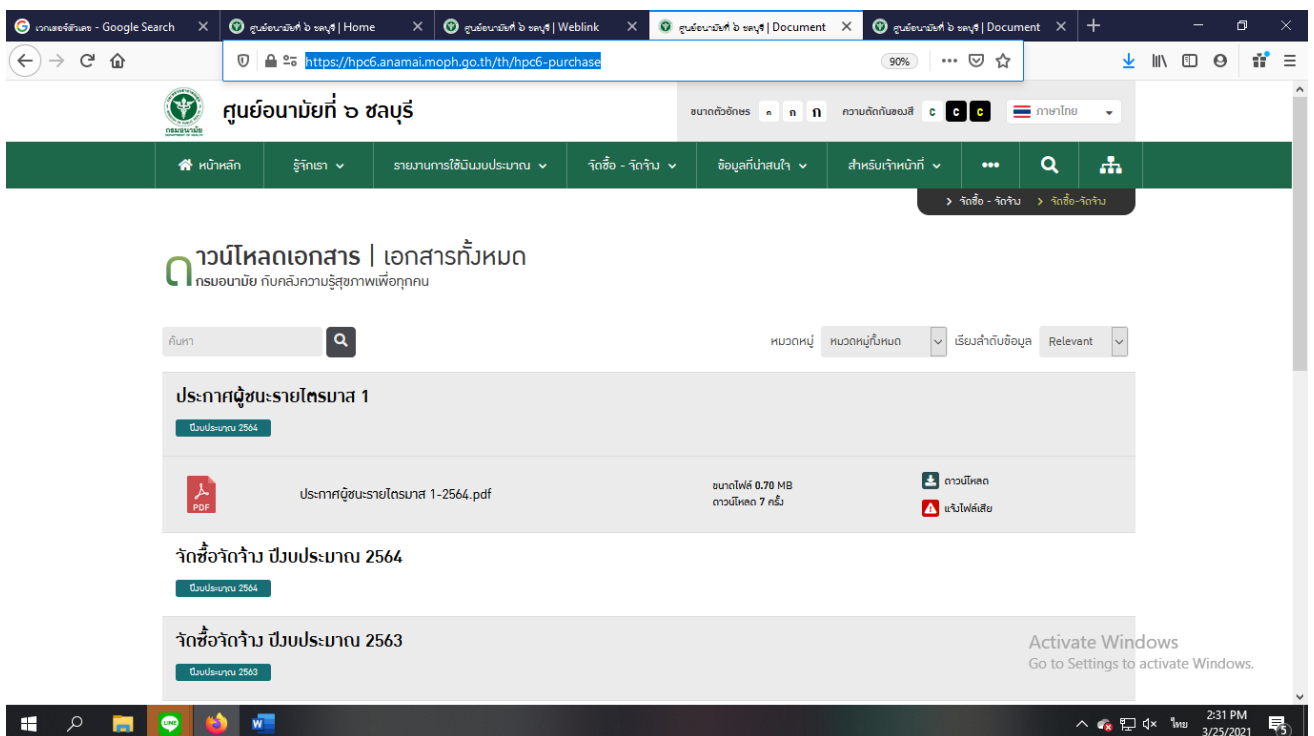 เวกเตอร์หัวเตอ - Google Search
ศูนย์อนามัยที่ ๖ ชลบุรี | Home
ศูนย์อนามัยที่ ๖ ชลบุรี | Weblink
ศูนย์อนามัยที่ ๖ ชลบุรี | Document
ศูนย์อนามัยที่ ๖ ชลบุรี | Document
https://hpc6.anamai.moph.go.th/th/hpc6-purchase
90%
กรมอนามัย
ศูนย์อนามัยที่ ๖ ชลบุรี
ขนาดตัวอักษร ก ก ก ความตัดกันของสี C C C ภาษาไทย
หน้าหลัก รู้จักเรา รายงานการใช้เงินงบประมาณ จัดซื้อ - จัดจ้าง ข้อมูลที่น่าสนใจ สำหรับเจ้าหน้าที่
> จัดซื้อ - จัดจ้าง > จัดซื้อ-จัดจ้าง
ดาวน์โหลดเอกสาร | เอกสารทั้งหมด
กรมอนามัย กับคลังความรู้สุขภาพเพื่อทุกคน
ค้นหา
หมวดหมู่ หมวดหมู่ทั้งหมด เรียงลำดับข้อมูล Relevant
ประกาศผู้ชนะรายไตรมาส 1
ปีงบประมาณ 2564
PDF
ประกาศผู้ชนะรายไตรมาส 1-2564.pdf
ขนาดไฟล์ 0.70 MB
ดาวน์โหลด 7 ครั้ง
ดาวน์โหลด
แจ้งไฟล์เสีย
จัดซื้อจัดจ้าง ปีงบประมาณ 2564
ปีงบประมาณ 2564
จัดซื้อจัดจ้าง ปีงบประมาณ 2563
ปีงบประมาณ 2563
Activate Windows
Go to Settings to activate Windows.
LINE
W
ไทย
2:31 PM
3/25/2021
5